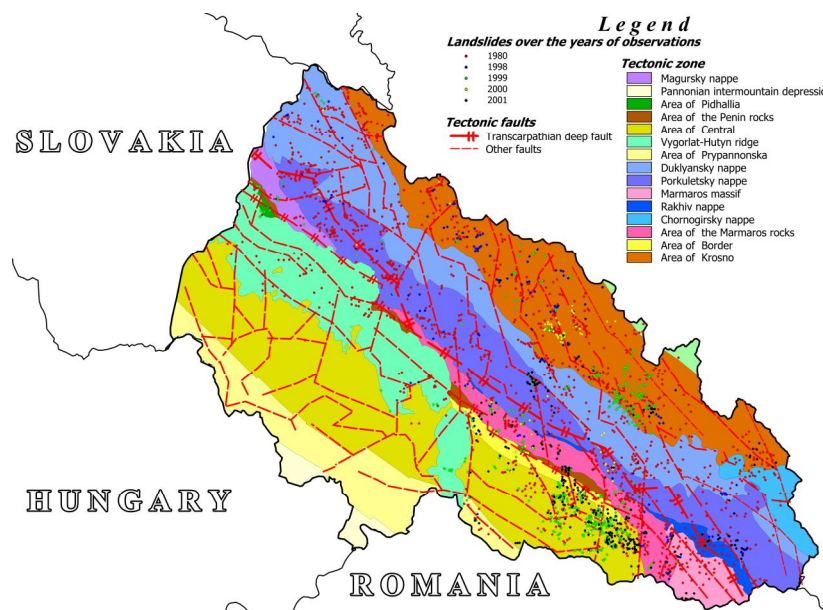 Legend
Landslides over the years of observations
1980
1998
1999
2000
2001
Tectonic faults
Transcarpathian deep fault
Other faults
Tectonic zone
Magursky nappe
Pannonian intermountain depressio
Area of Pidhallia
Area of the Penin rocks
Area of Central
Vygorlat-Hutyn ridge
Area of Prypannonska
Duklyansky nappe
Porkuletsky nappe
Marmaros massif
Rakhiv nappe
Chornogirsky nappe
Area of the Marmaros rocks
Area of Border
Area of Krosno
SLOVAKIA
HUNGARY
ROMANIA